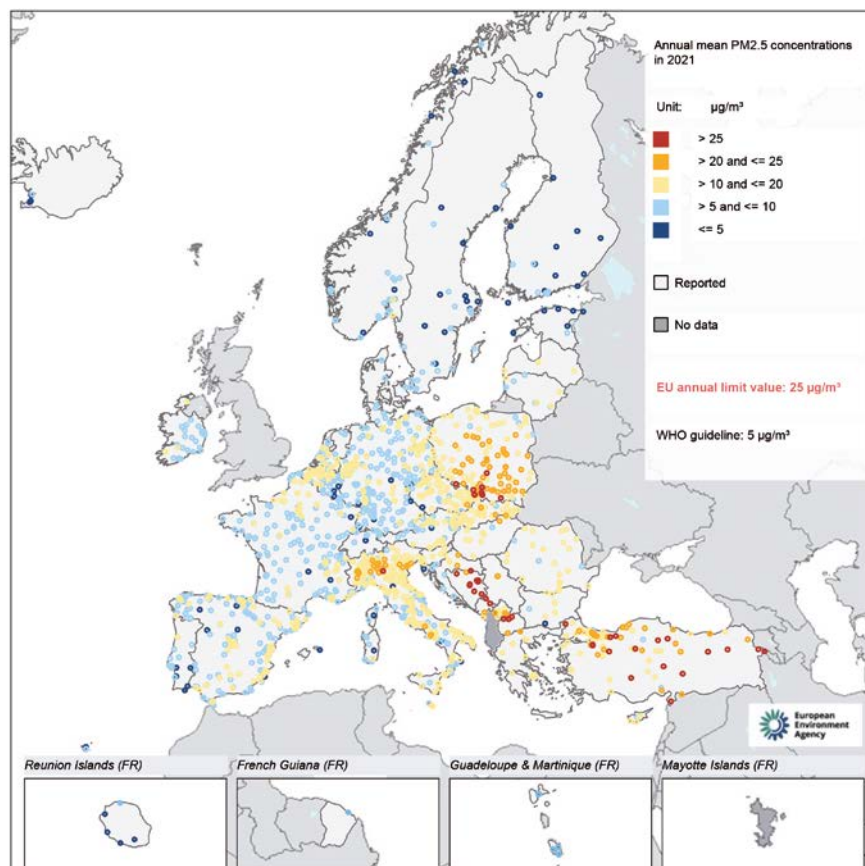 Annual mean PM2.5 concentrations
in 2021
Unit: µg/m³
> 25
> 20 and <= 25
> 10 and <= 20
> 5 and <= 10
<= 5
Reported
No data
EU annual limit value: 25 µg/m³
WHO guideline: 5 µg/m³
European
Environment
Agency
Reunion Islands (FR)
French Guiana (FR)
Guadeloupe & Martinique (FR)
Mayotte Islands (FR)